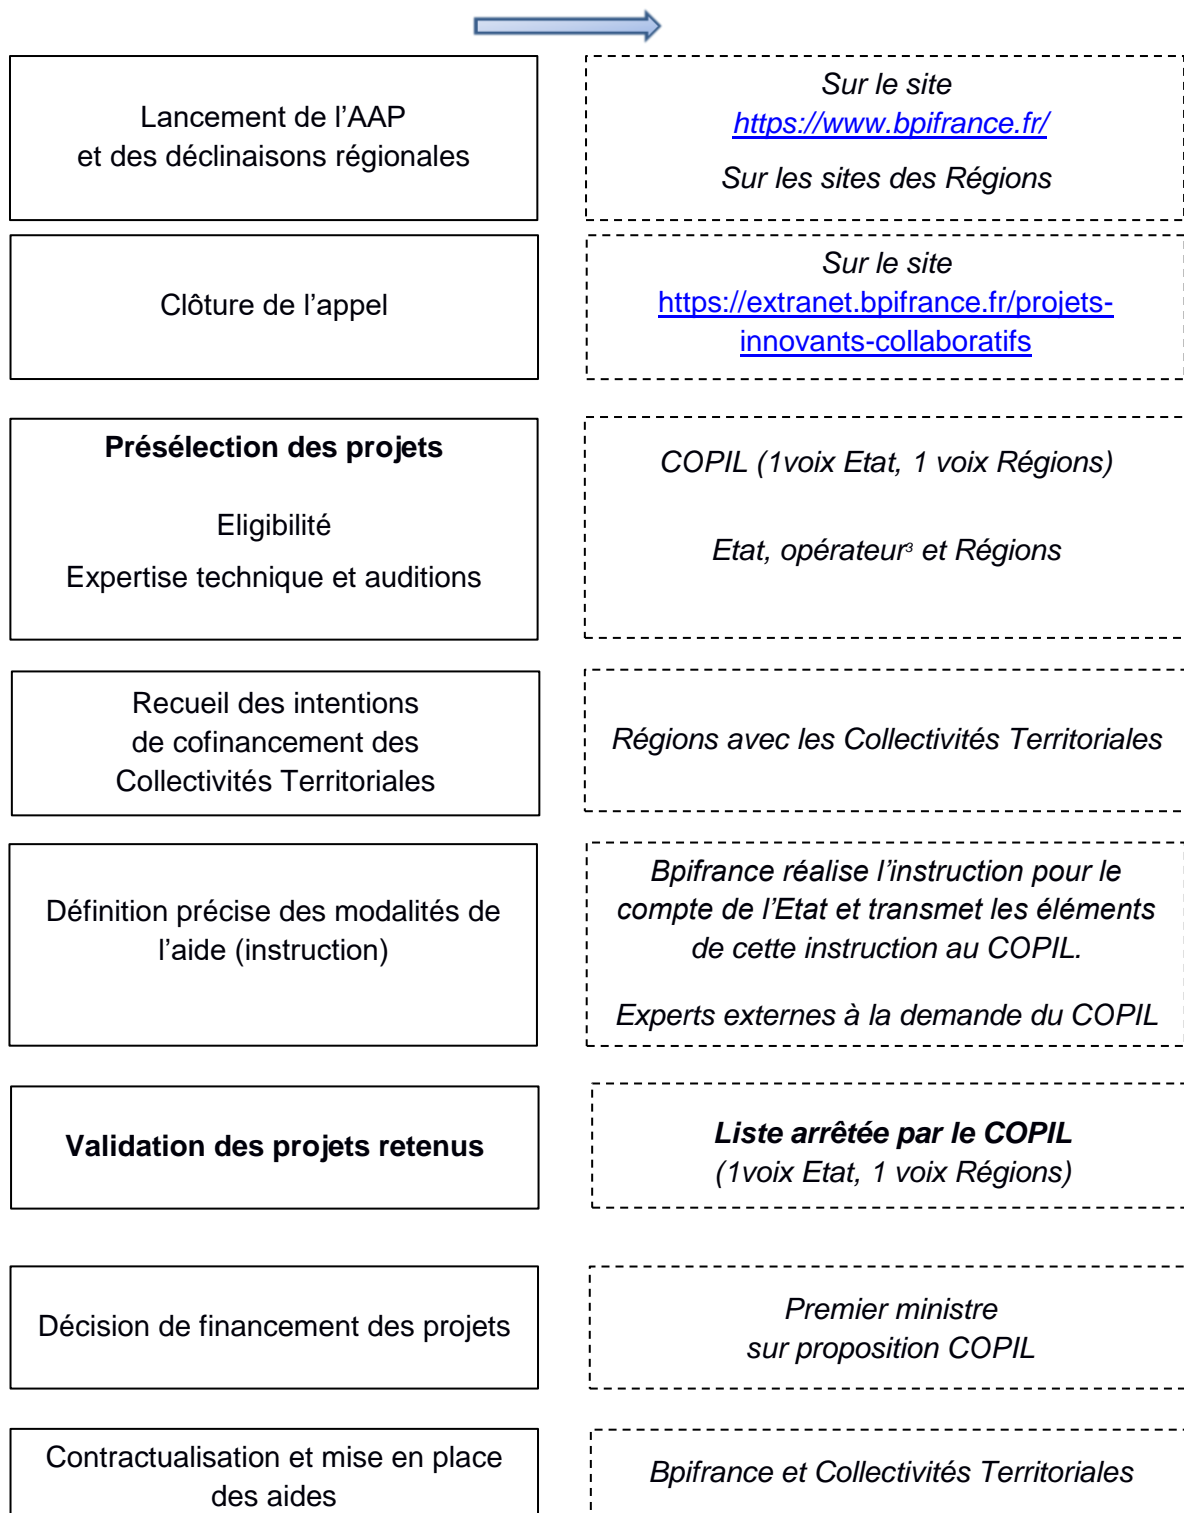 Lancement de l'AAP
et des déclinaisons régionales
Sur le site
https://www.bpifrance.fr/
Sur les sites des Régions
Clôture de l'appel
Sur le site
https://extranet.bpifrance.fr/projets-
innovants-collaboratifs
Présélection des projets
Eligibilité
Expertise technique et auditions
COPIL (1voix Etat, 1 voix Régions)
Etat, opérateur³ et Régions
Recueil des intentions
de cofinancement des
Collectivités Territoriales
Régions avec les Collectivités Territoriales
Définition précise des modalités de
l'aide (instruction)
Bpifrance réalise l'instruction pour le
compte de l'Etat et transmet les éléments
de cette instruction au COPIL.
Experts externes à la demande du COPIL
Validation des projets retenus
Liste arrêtée par le COPIL
(1voix Etat, 1 voix Régions)
Décision de financement des projets
Premier ministre
sur proposition COPIL
Contractualisation et mise en place
des aides
Bpifrance et Collectivités Territoriales